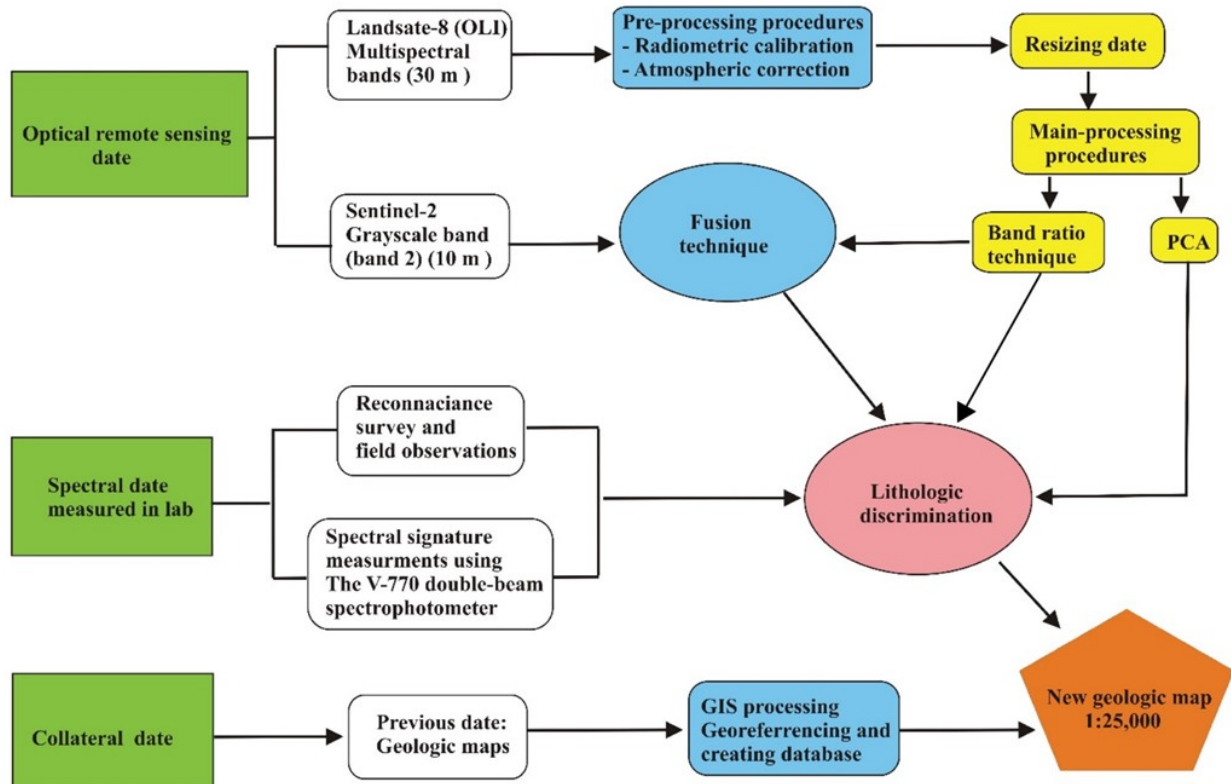 Optical remote sensing
date
Landsate-8 (OLI)
Multispectral
bands (30 m )
Pre-processing procedures
- Radiometric calibration
- Atmospheric correction
Resizing date
Main-processing
procedures
Sentinel-2
Grayscale band
(band 2) (10 m )
Fusion
technique
Band ratio
technique
PCA
Spectral date
measured in lab
Reconnaciance
survey and
field observations
Spectral signature
measurments using
The V-770 double-beam
spectrophotometer
Lithologic
discrimination
Collateral date
Previous date:
Geologic maps
GIS processing
Georeferrencing and
creating database
New geologic map
1:25,000